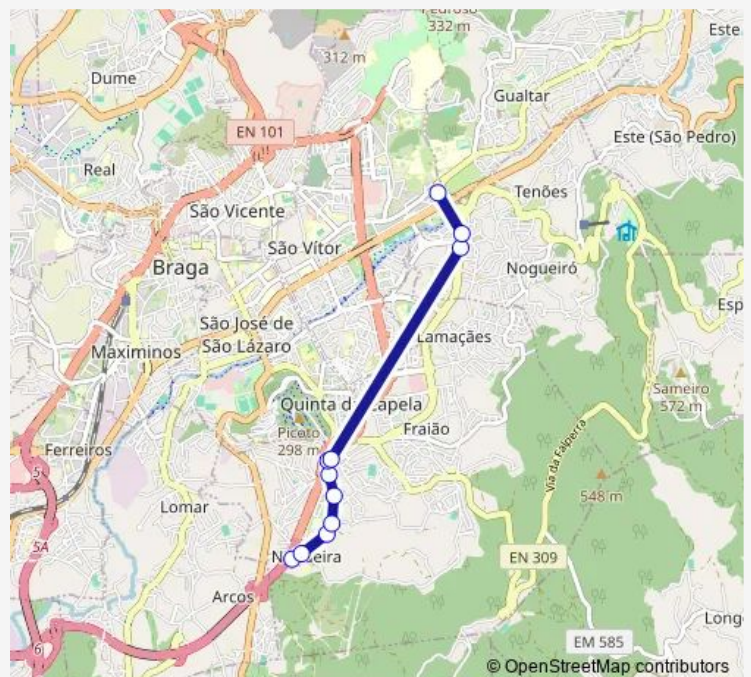 Pedroso
332 m
312 m
Este
Dume
Gualtar
EN 101
Este (São Pedro)
Real
Tenões
São Vicente
São Vítor
Nogueiró
Braga
Esp
São José de
São Lázaro
Lamaçães
Maximinos
Sameiro
572 m
Quinta da Capela
Picoto
298 m
Fraião
Ferreiros
Via da Falperra
5
548 m
Lomar
5A
EN 309
Nogueira
Arcos
Long
6
EM 585
© OpenStreetMap contributors